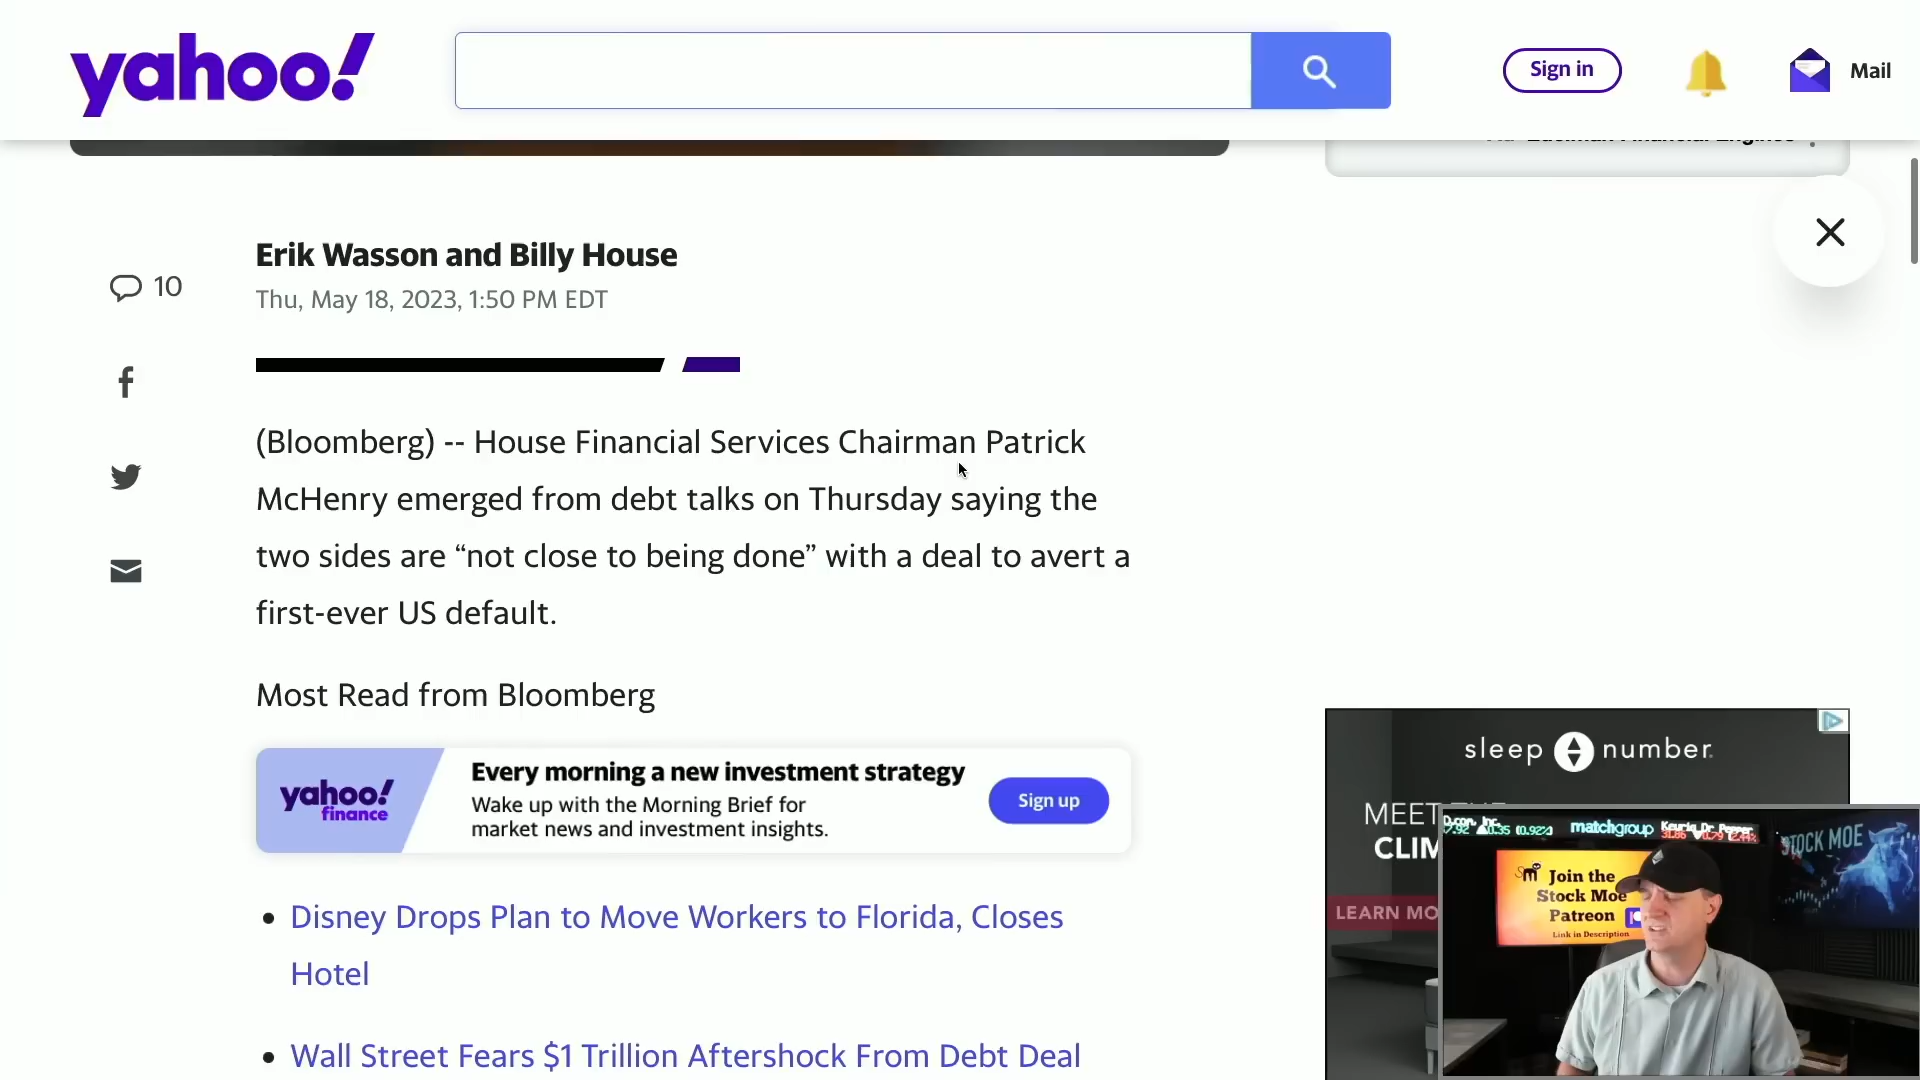 yahoo!
Sign in
Mail
Erik Wasson and Billy House
10
Thu, May 18, 2023, 1:50 PM EDT
(Bloomberg) -- House Financial Services Chairman Patrick
McHenry emerged from debt talks on Thursday saying the
two sides are “not close to being done” with a deal to avert a
first-ever US default.
Most Read from Bloomberg
yahoo!
finance
Every morning a new investment strategy
Wake up with the Morning Brief for
market news and investment insights.
Sign up
Disney Drops Plan to Move Workers to Florida, Closes
Hotel
Wall Street Fears $1 Trillion Aftershock From Debt Deal
sleep number
MEET THE
CLIM
LEARN MO
matchgroup
Keurig Dr Pepper
STOCK MOE
Join the
Stock Moe
Patreon
Link in Description